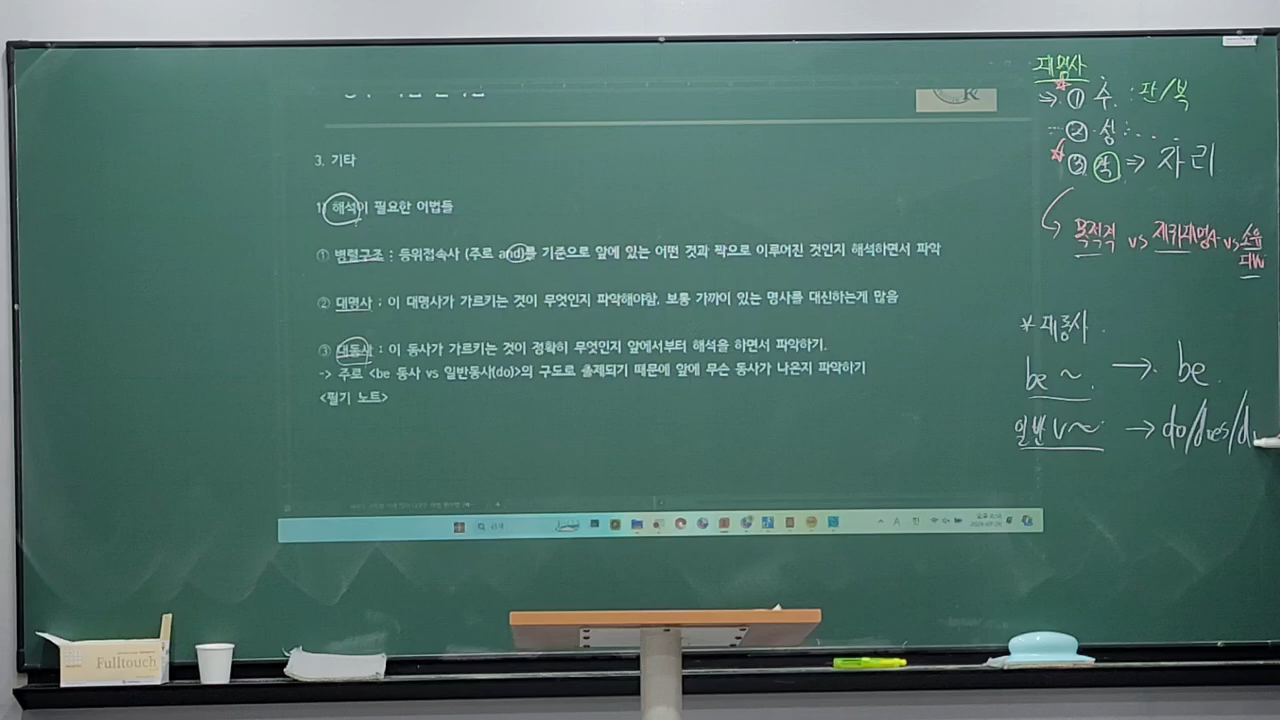 3. 기타
1) 해석이 필요한 어법들
① 병렬구조 : 등위접속사 (주로 and)를 기준으로 앞에 있는 어떤 것과 짝으로 이루어진 것인지 해석하면서 파악
② 대명사 : 이 대명사가 가르키는 것이 무엇인지 파악해야함, 보통 가까이 있는 명사를 대신하는게 많음
③ 대동사 : 이 동사가 가르키는 것이 정확히 무엇인지 앞에서부터 해석을 하면서 파악하기.
-> 주로 <be 동사 vs 일반동사(do)>의 구도로 출제되기 때문에 앞에 무슨 동사가 나온지 파악하기
<필기 노트>
대명사
⇒ ① 수 : 단/복
② 성 : . . .
③ 격 ⇒ 자리
목적격 vs 재귀대명사 vs 소유
* 대동사
be ~ → be
일반 v ~ → do/does/d
Fulltouch